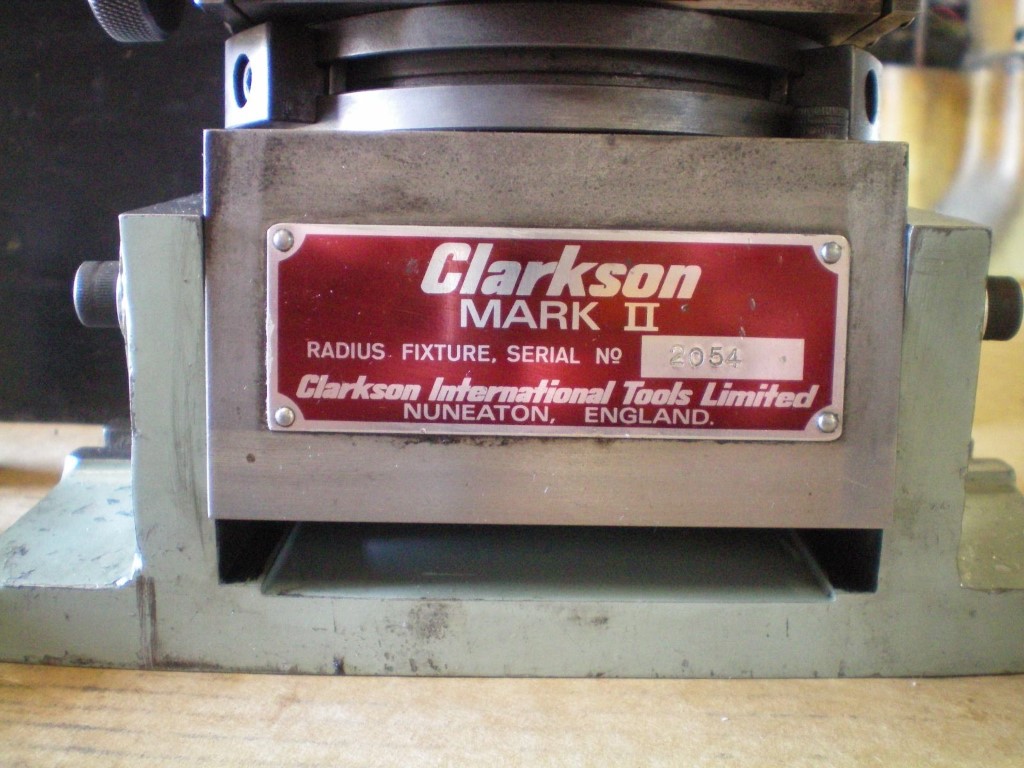 Clarkson
MARK II
RADIUS FIXTURE, SERIAL Nº 2054
Clarkson International Tools Limited
NUNEATON, ENGLAND.